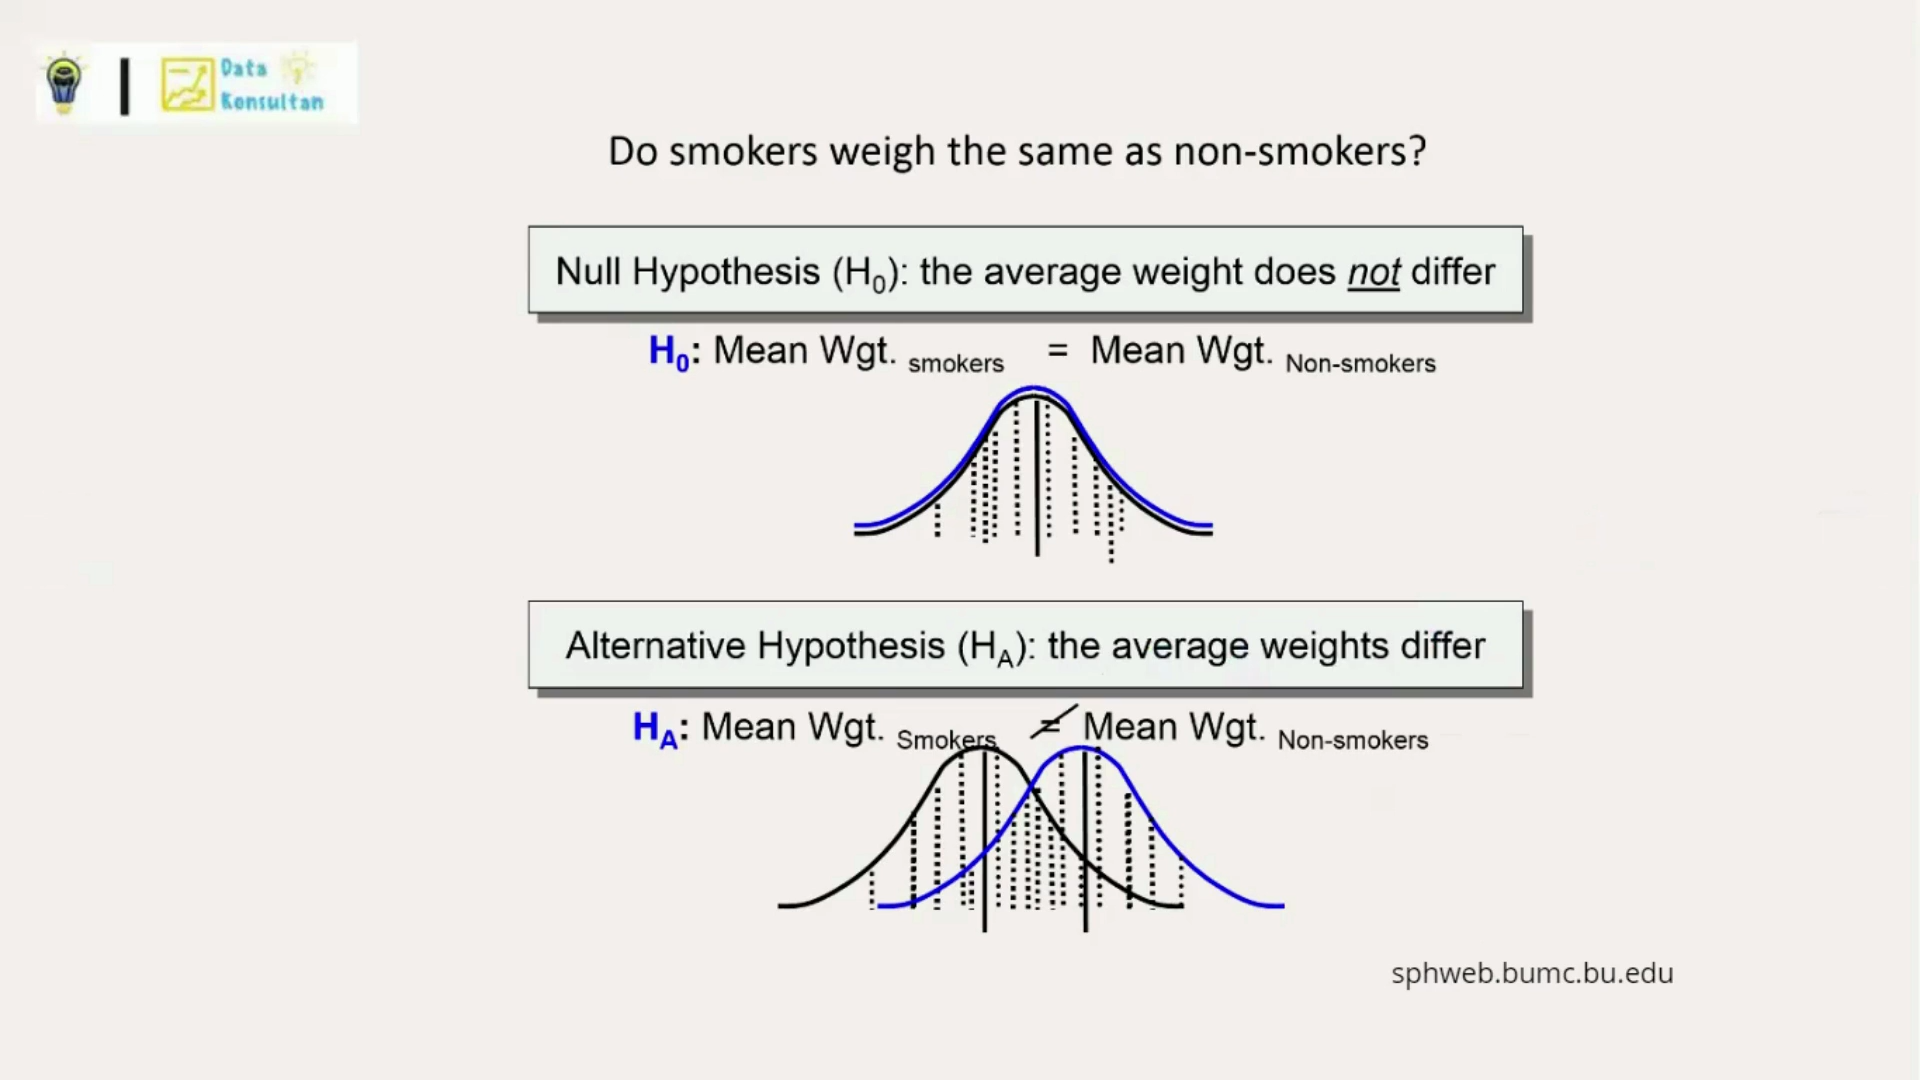 Data
Konsultan
Do smokers weigh the same as non-smokers?
Null Hypothesis (H₀): the average weight does not differ
H₀: Mean Wgt. smokers = Mean Wgt. Non-smokers
Alternative Hypothesis (H_A): the average weights differ
H_A: Mean Wgt. Smokers ≠ Mean Wgt. Non-smokers
sphweb.bumc.bu.edu